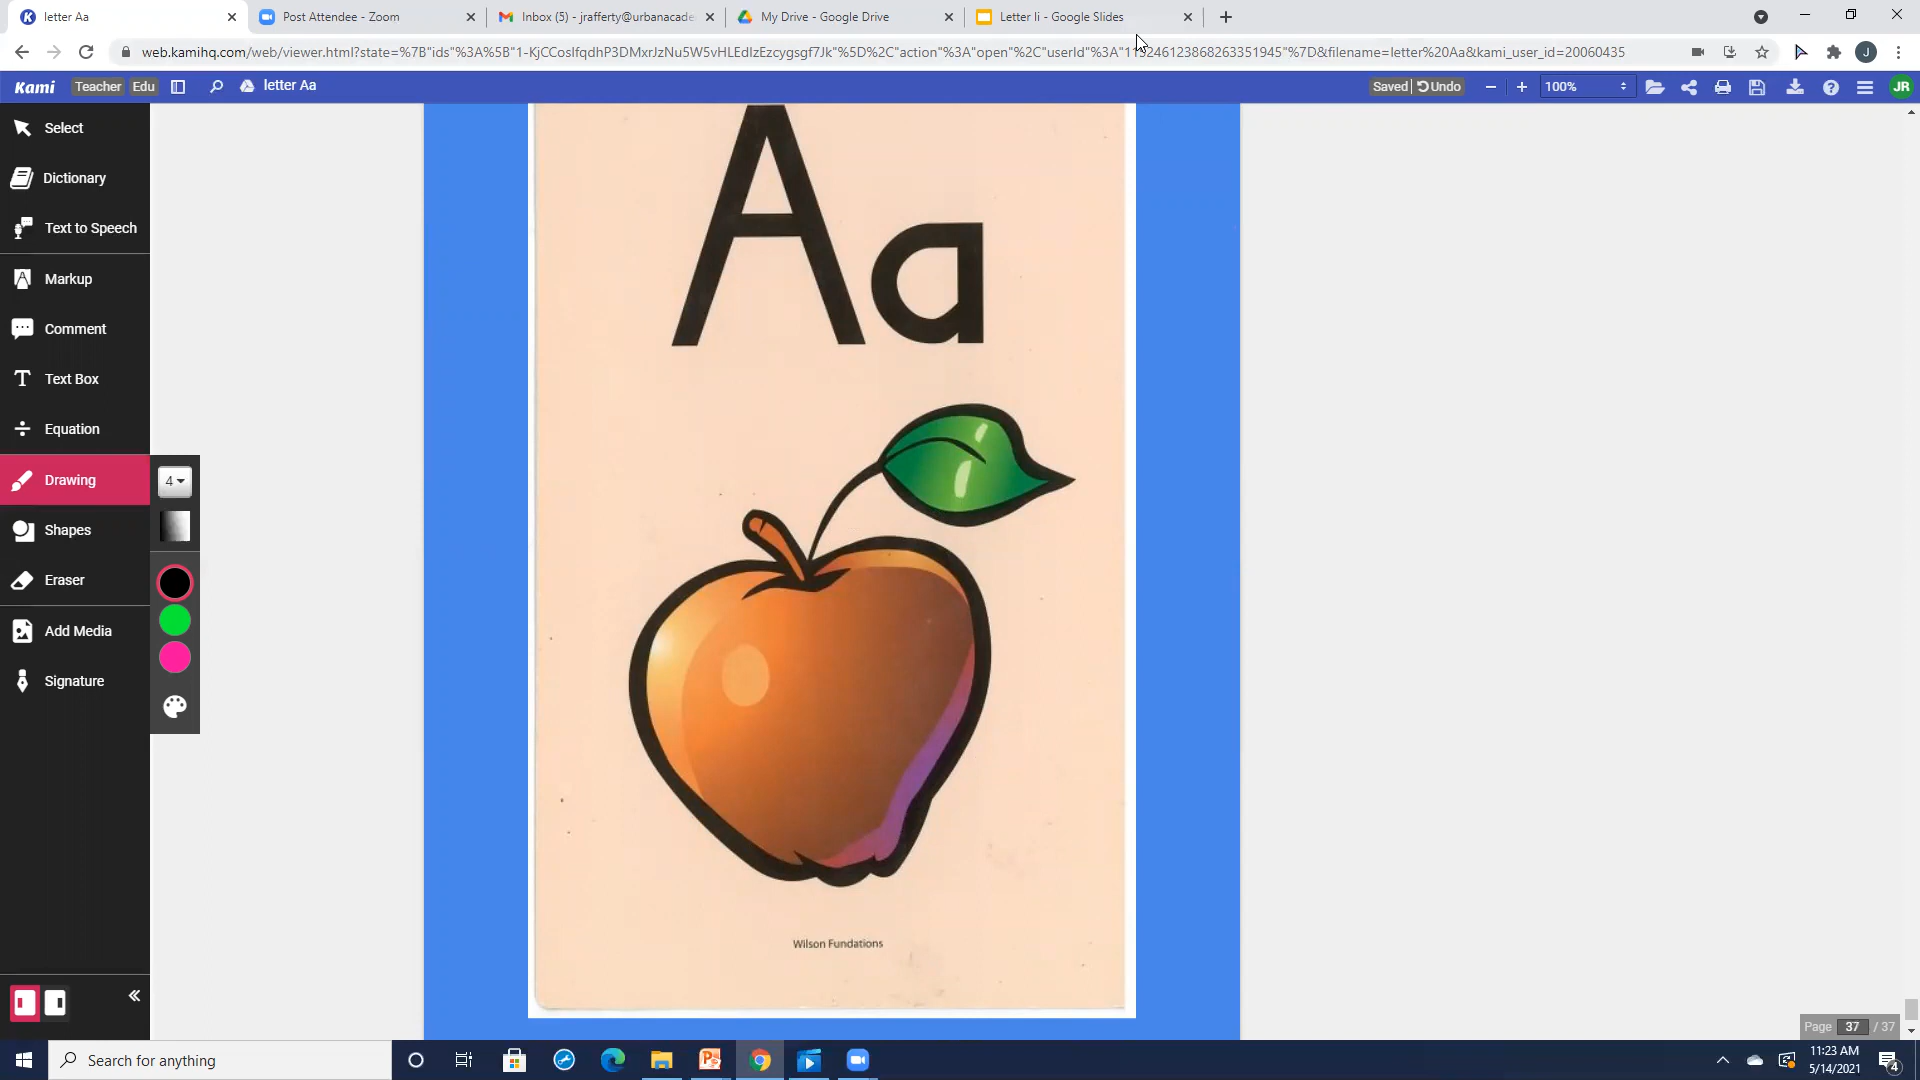 letter Aa
Post Attendee - Zoom
Inbox (5) - jrafferty@urbanacade
My Drive - Google Drive
Letter Ii - Google Slides
Kami
Teacher
Edu
letter Aa
Saved
Undo
100%
JR
J
Select
Dictionary
Text to Speech
Markup
Comment
Text Box
Equation
Drawing
4
Shapes
Eraser
Add Media
Signature
Aa
Wilson Fundations
Page 37 / 37
Search for anything
11:23 AM
5/14/2021
4